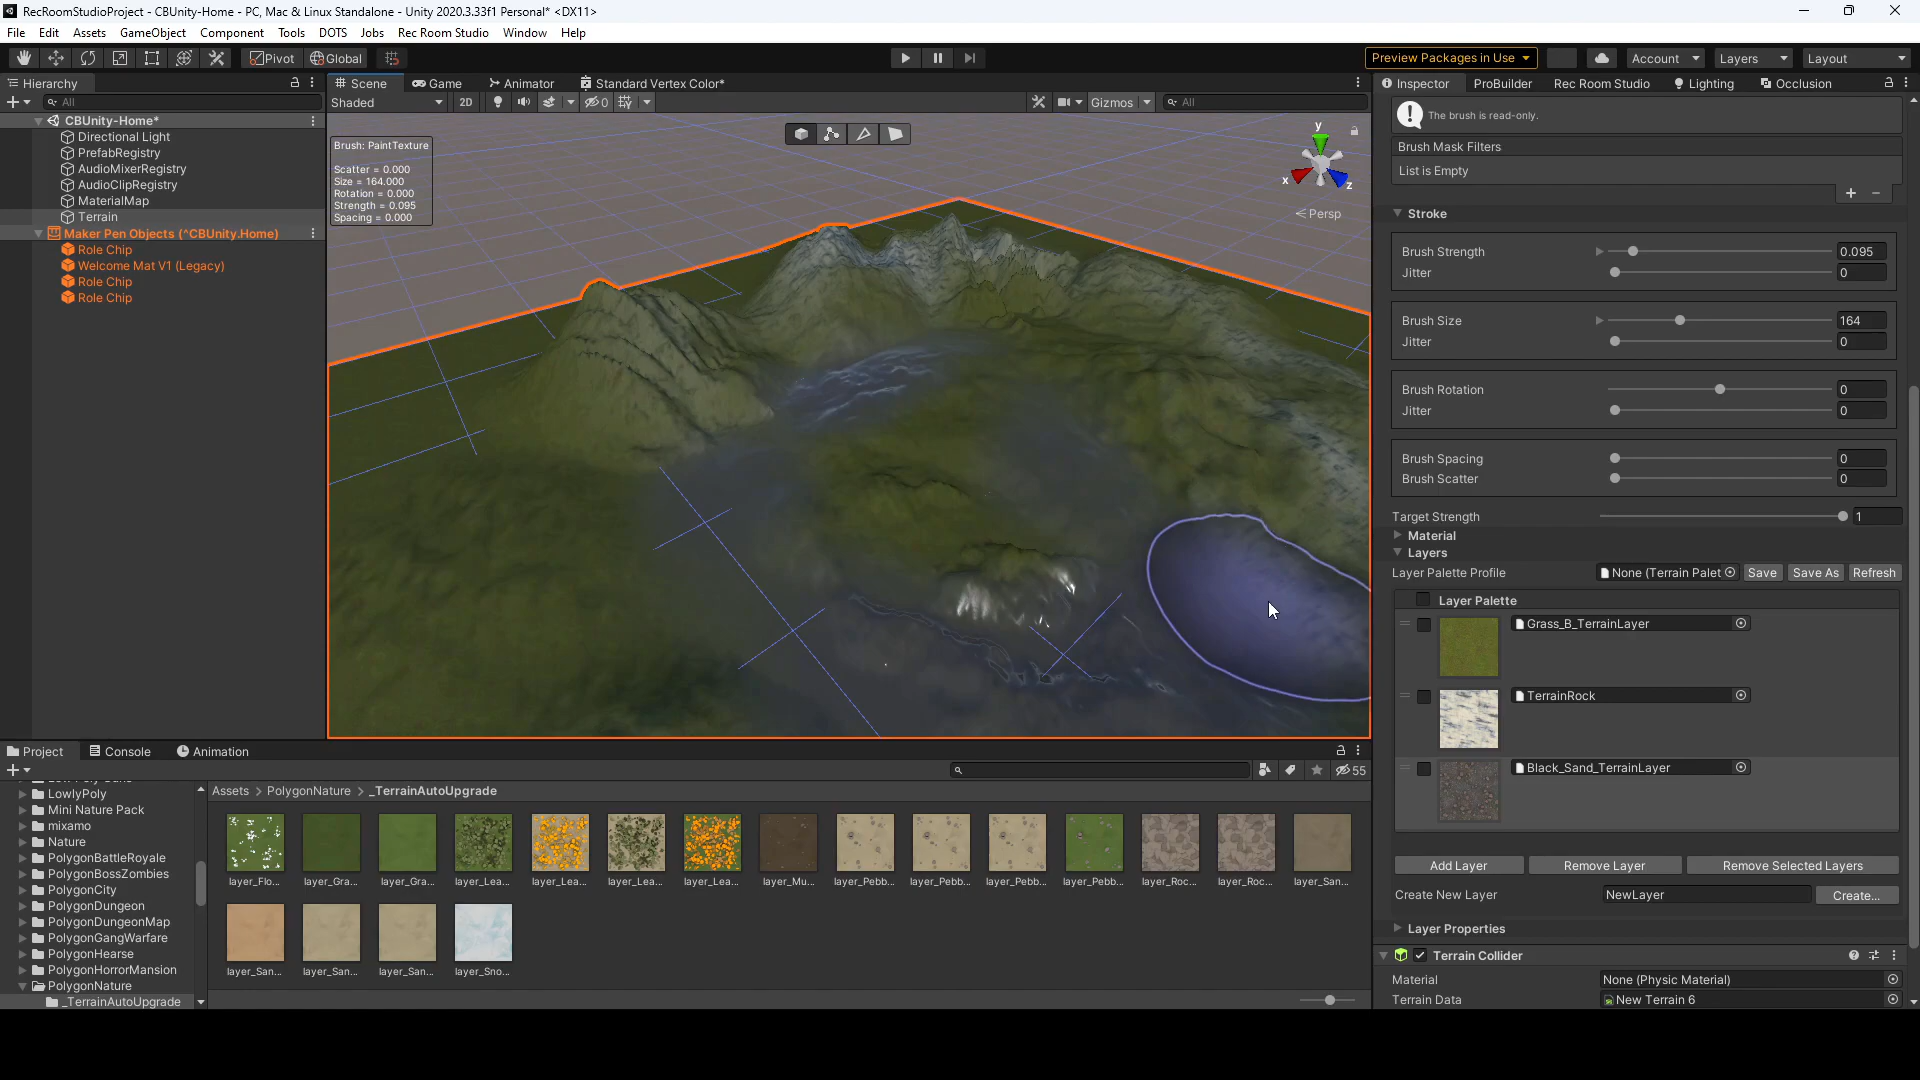 RecRoomStudioProject - CBUnity-Home - PC, Mac & Linux Standalone - Unity 2020.3.33f1 Personal* <DX11>
File Edit Assets GameObject Component Tools DOTS Jobs Rec Room Studio Window Help
Pivot Global Preview Packages in Use Account Layers Layout
Hierarchy
All
CBUnity-Home*
Directional Light
PrefabRegistry
AudioMixerRegistry
AudioClipRegistry
MaterialMap
Terrain
Maker Pen Objects (^CBUnity.Home)
Role Chip
Welcome Mat V1 (Legacy)
Role Chip
Role Chip
Scene Game Animator Standard Vertex Color*
Shaded 2D 0 Gizmos All
Brush: PaintTexture
Scatter = 0.000
Size = 164.000
Rotation = 0.000
Strength = 0.095
Spacing = 0.000
y
x
z
Persp
Inspector ProBuilder Rec Room Studio Lighting Occlusion
The brush is read-only.
Brush Mask Filters
List is Empty
Stroke
Brush Strength 0.095
Jitter 0
Brush Size 164
Jitter 0
Brush Rotation 0
Jitter 0
Brush Spacing 0
Brush Scatter 0
Target Strength 1
Material
Layers
Layer Palette Profile None (Terrain Palet Save Save As Refresh
Layer Palette
Grass_B_TerrainLayer
TerrainRock
Black_Sand_TerrainLayer
Add Layer Remove Layer Remove Selected Layers
Create New Layer NewLayer Create...
Layer Properties
Terrain Collider
Material None (Physic Material)
Terrain Data New Terrain 6
Project Console Animation
55
LowlyPoly
Mini Nature Pack
mixamo
Nature
PolygonBattleRoyale
PolygonBossZombies
PolygonCity
PolygonDungeon
PolygonDungeonMap
PolygonGangWarfare
PolygonHearse
PolygonHorrorMansion
PolygonNature
_TerrainAutoUpgrade
Assets > PolygonNature > _TerrainAutoUpgrade
layer_Flo... layer_Gra... layer_Gra... layer_Lea... layer_Lea... layer_Lea... layer_Lea... layer_Mu... layer_Pebb... layer_Pebb... layer_Pebb... layer_Pebb... layer_Roc... layer_Roc... layer_San...
layer_San... layer_San... layer_San... layer_Sno...